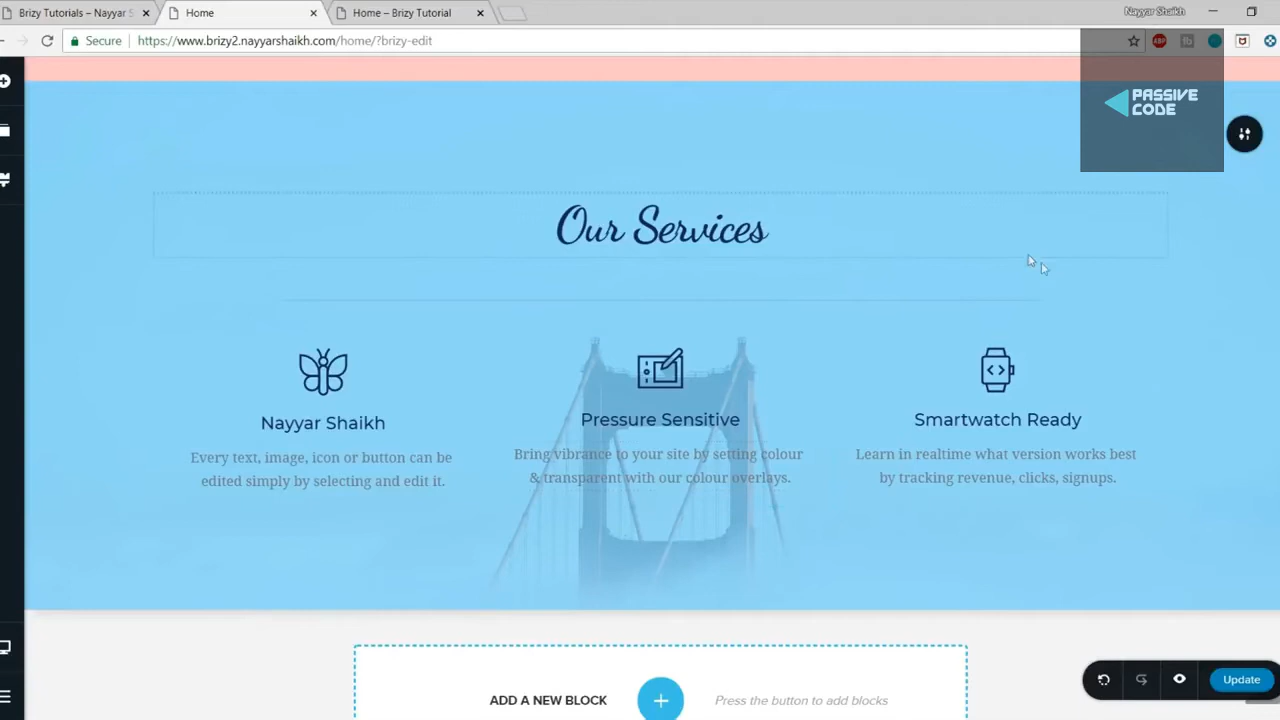 Brizy Tutorials – Nayyar S
Home
Home – Brizy Tutorial
Nayyar Shaikh
Secure
https://www.brizy2.nayyarshaikh.com/home/?brizy-edit
ABP
PASSIVE
CODE
Our Services
Nayyar Shaikh
Every text, image, icon or button can be
edited simply by selecting and edit it.
Pressure Sensitive
Bring vibrance to your site by setting colour
& transparent with our colour overlays.
Smartwatch Ready
Learn in realtime what version works best
by tracking revenue, clicks, signups.
ADD A NEW BLOCK
Press the button to add blocks
Update